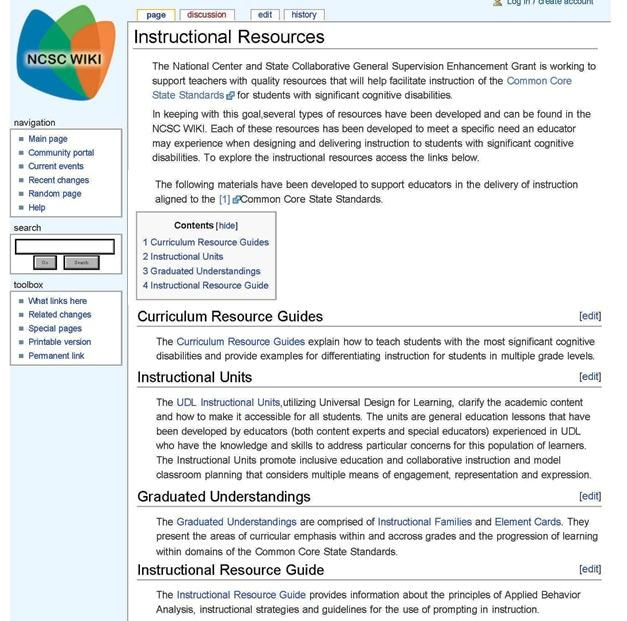 Log in / create account
page discussion edit history
NCSC WIKI
Instructional Resources
The National Center and State Collaborative General Supervision Enhancement Grant is working to
support teachers with quality resources that will help facilitate instruction of the Common Core
State Standards for students with significant cognitive disabilities.
In keeping with this goal,several types of resources have been developed and can be found in the
NCSC WIKI. Each of these resources has been developed to meet a specific need an educator
may experience when designing and delivering instruction to students with significant cognitive
disabilities. To explore the instructional resources access the links below.
The following materials have been developed to support educators in the delivery of instruction
aligned to the [1] Common Core State Standards.
navigation
Main page
Community portal
Current events
Recent changes
Random page
Help
search
Go Search
toolbox
What links here
Related changes
Special pages
Printable version
Permanent link
Contents [hide]
1 Curriculum Resource Guides
2 Instructional Units
3 Graduated Understandings
4 Instructional Resource Guide
Curriculum Resource Guides [edit]
The Curriculum Resource Guides explain how to teach students with the most significant cognitive
disabilities and provide examples for differentiating instruction for students in multiple grade levels.
Instructional Units [edit]
The UDL Instructional Units,utilizing Universal Design for Learning, clarify the academic content
and how to make it accessible for all students. The units are general education lessons that have
been developed by educators (both content experts and special educators) experienced in UDL
who have the knowledge and skills to address particular concerns for this population of learners.
The Instructional Units promote inclusive education and collaborative instruction and model
classroom planning that considers multiple means of engagement, representation and expression.
Graduated Understandings [edit]
The Graduated Understandings are comprised of Instructional Families and Element Cards. They
present the areas of curricular emphasis within and accross grades and the progression of learning
within domains of the Common Core State Standards.
Instructional Resource Guide [edit]
The Instructional Resource Guide provides information about the principles of Applied Behavior
Analysis, instructional strategies and guidelines for the use of prompting in instruction.